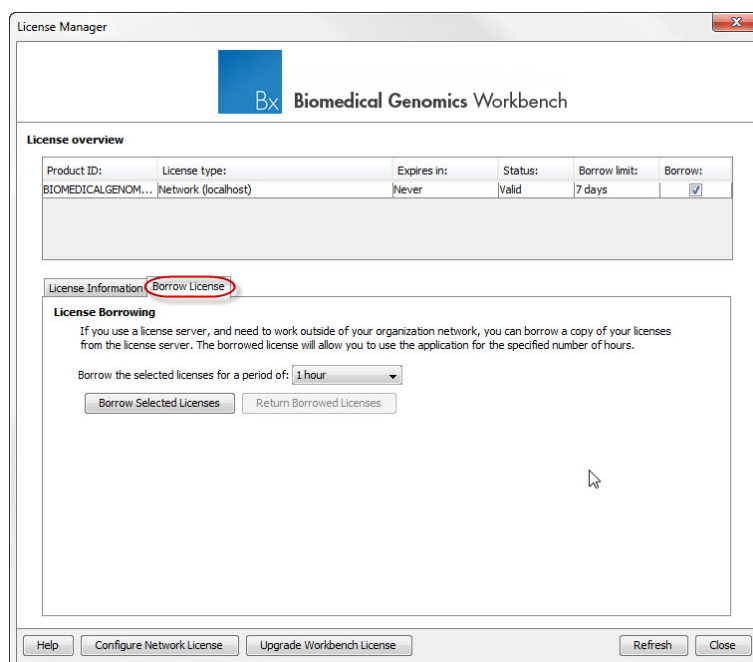 License Manager
Bx Biomedical Genomics Workbench
License overview
Product ID: License type: Expires in: Status: Borrow limit: Borrow:
BIOMEDICALGENOM... Network (localhost) Never Valid 7 days
License Information Borrow License
License Borrowing
If you use a license server, and need to work outside of your organization network, you can borrow a copy of your licenses
from the license server. The borrowed license will allow you to use the application for the specified number of hours.
Borrow the selected licenses for a period of: 1 hour
Borrow Selected Licenses Return Borrowed Licenses
Help Configure Network License Upgrade Workbench License Refresh Close